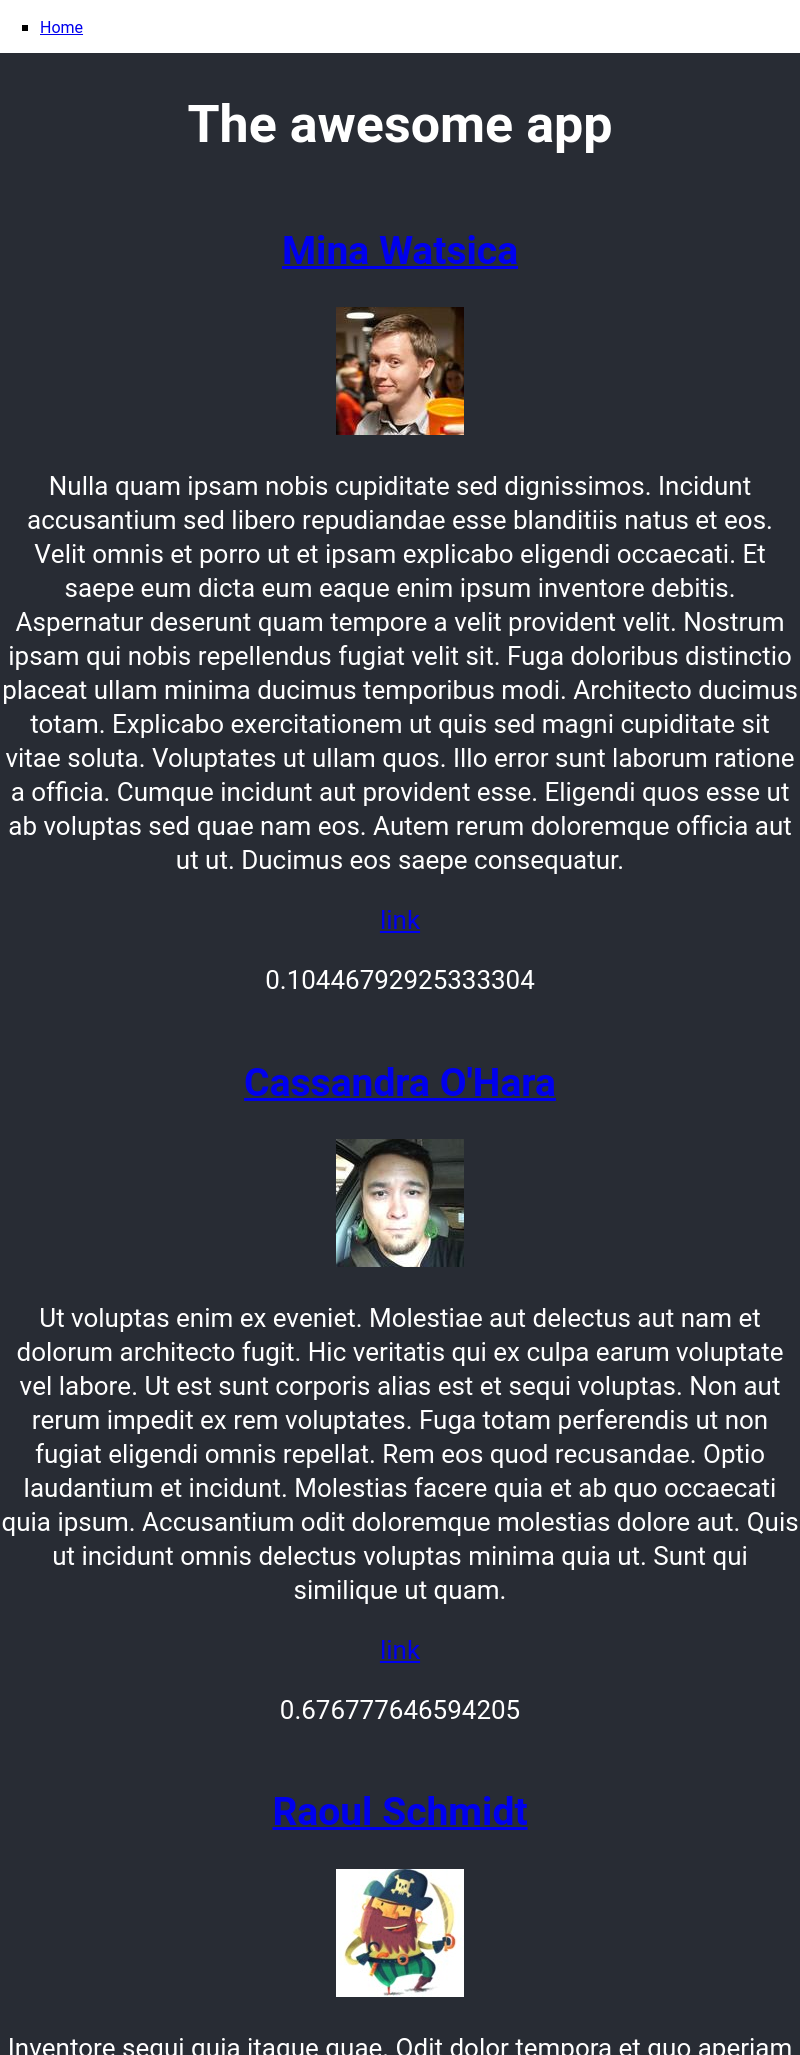 Home
The awesome app
Mina Watsica
Nulla quam ipsam nobis cupiditate sed dignissimos. Incidunt
accusantium sed libero repudiandae esse blanditiis natus et eos.
Velit omnis et porro ut et ipsam explicabo eligendi occaecati. Et
saepe eum dicta eum eaque enim ipsum inventore debitis.
Aspernatur deserunt quam tempore a velit provident velit. Nostrum
ipsam qui nobis repellendus fugiat velit sit. Fuga doloribus distinctio
placeat ullam minima ducimus temporibus modi. Architecto ducimus
totam. Explicabo exercitationem ut quis sed magni cupiditate sit
vitae soluta. Voluptates ut ullam quos. Illo error sunt laborum ratione
a officia. Cumque incidunt aut provident esse. Eligendi quos esse ut
ab voluptas sed quae nam eos. Autem rerum doloremque officia aut
ut ut. Ducimus eos saepe consequatur.
link
0.10446792925333304
Cassandra O'Hara
Ut voluptas enim ex eveniet. Molestiae aut delectus aut nam et
dolorum architecto fugit. Hic veritatis qui ex culpa earum voluptate
vel labore. Ut est sunt corporis alias est et sequi voluptas. Non aut
rerum impedit ex rem voluptates. Fuga totam perferendis ut non
fugiat eligendi omnis repellat. Rem eos quod recusandae. Optio
laudantium et incidunt. Molestias facere quia et ab quo occaecati
quia ipsum. Accusantium odit doloremque molestias dolore aut. Quis
ut incidunt omnis delectus voluptas minima quia ut. Sunt qui
similique ut quam.
link
0.676777646594205
Raoul Schmidt
Inventore sequi quia itaque quae. Odit dolor tempora et quo aperiam